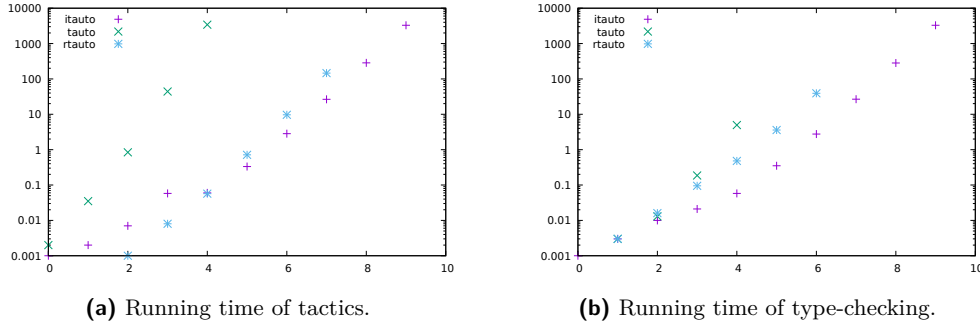 10000
1000
100
10
1
0.1
0.01
0.001
itauto
tauto
rtauto
0 2 4 6 8 10
(a) Running time of tactics.
10000
1000
100
10
1
0.1
0.01
0.001
itauto
tauto
rtauto
0 2 4 6 8 10
(b) Running time of type-checking.